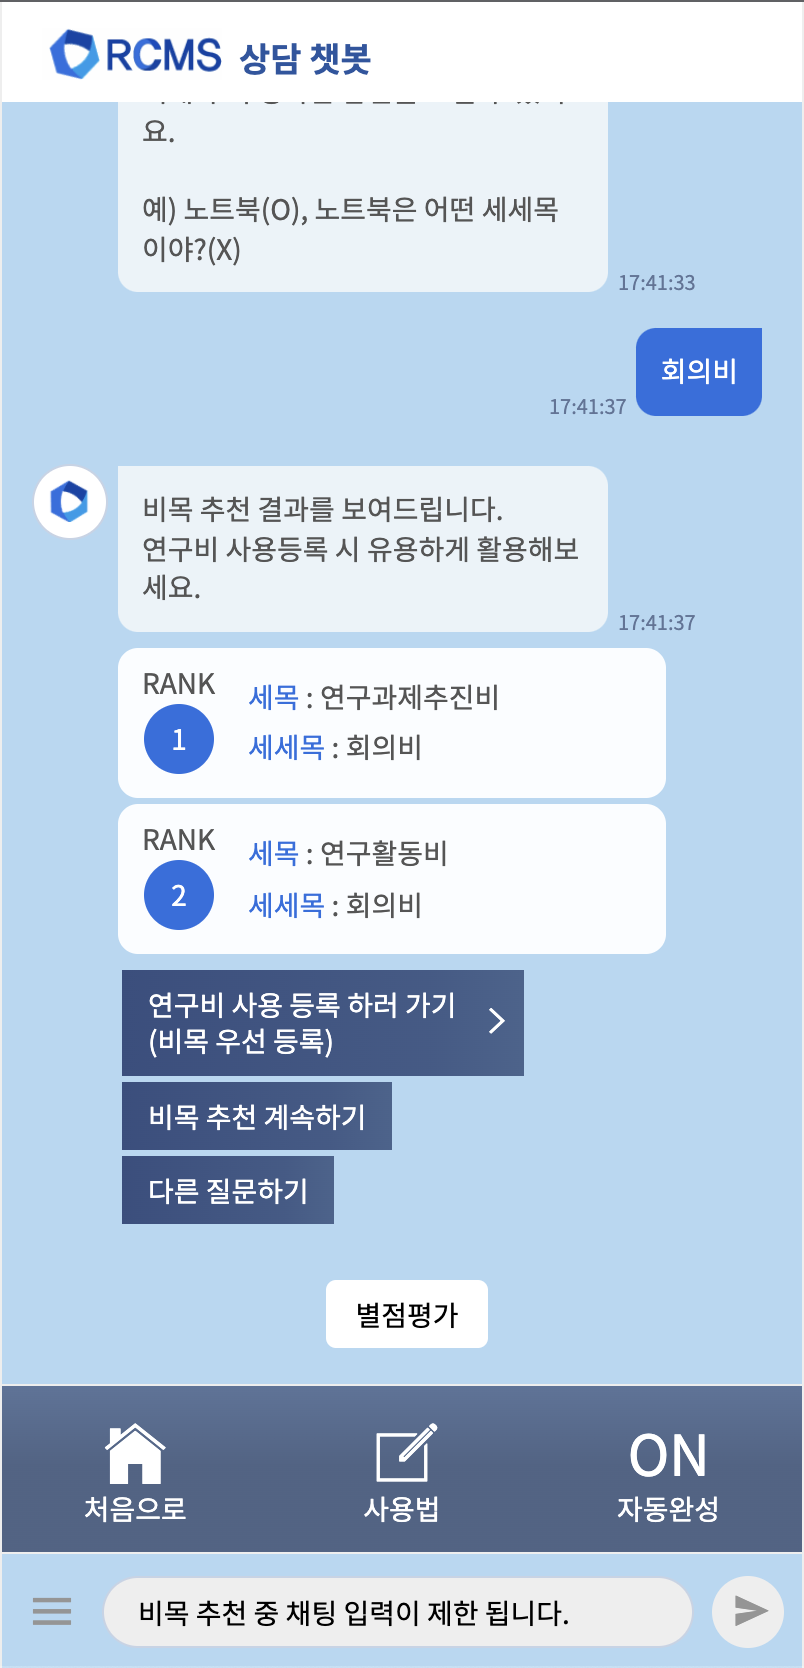 RCMS 상담 챗봇
요.
예) 노트북(O), 노트북은 어떤 세세목
이야?(X)
17:41:33
회의비
17:41:37
비목 추천 결과를 보여드립니다.
연구비 사용등록 시 유용하게 활용해보
세요.
17:41:37
RANK
1
세목 : 연구과제추진비
세세목 : 회의비
RANK
2
세목 : 연구활동비
세세목 : 회의비
연구비 사용 등록 하러 가기
(비목 우선 등록)
비목 추천 계속하기
다른 질문하기
별점평가
처음으로
사용법
ON
자동완성
비목 추천 중 채팅 입력이 제한 됩니다.